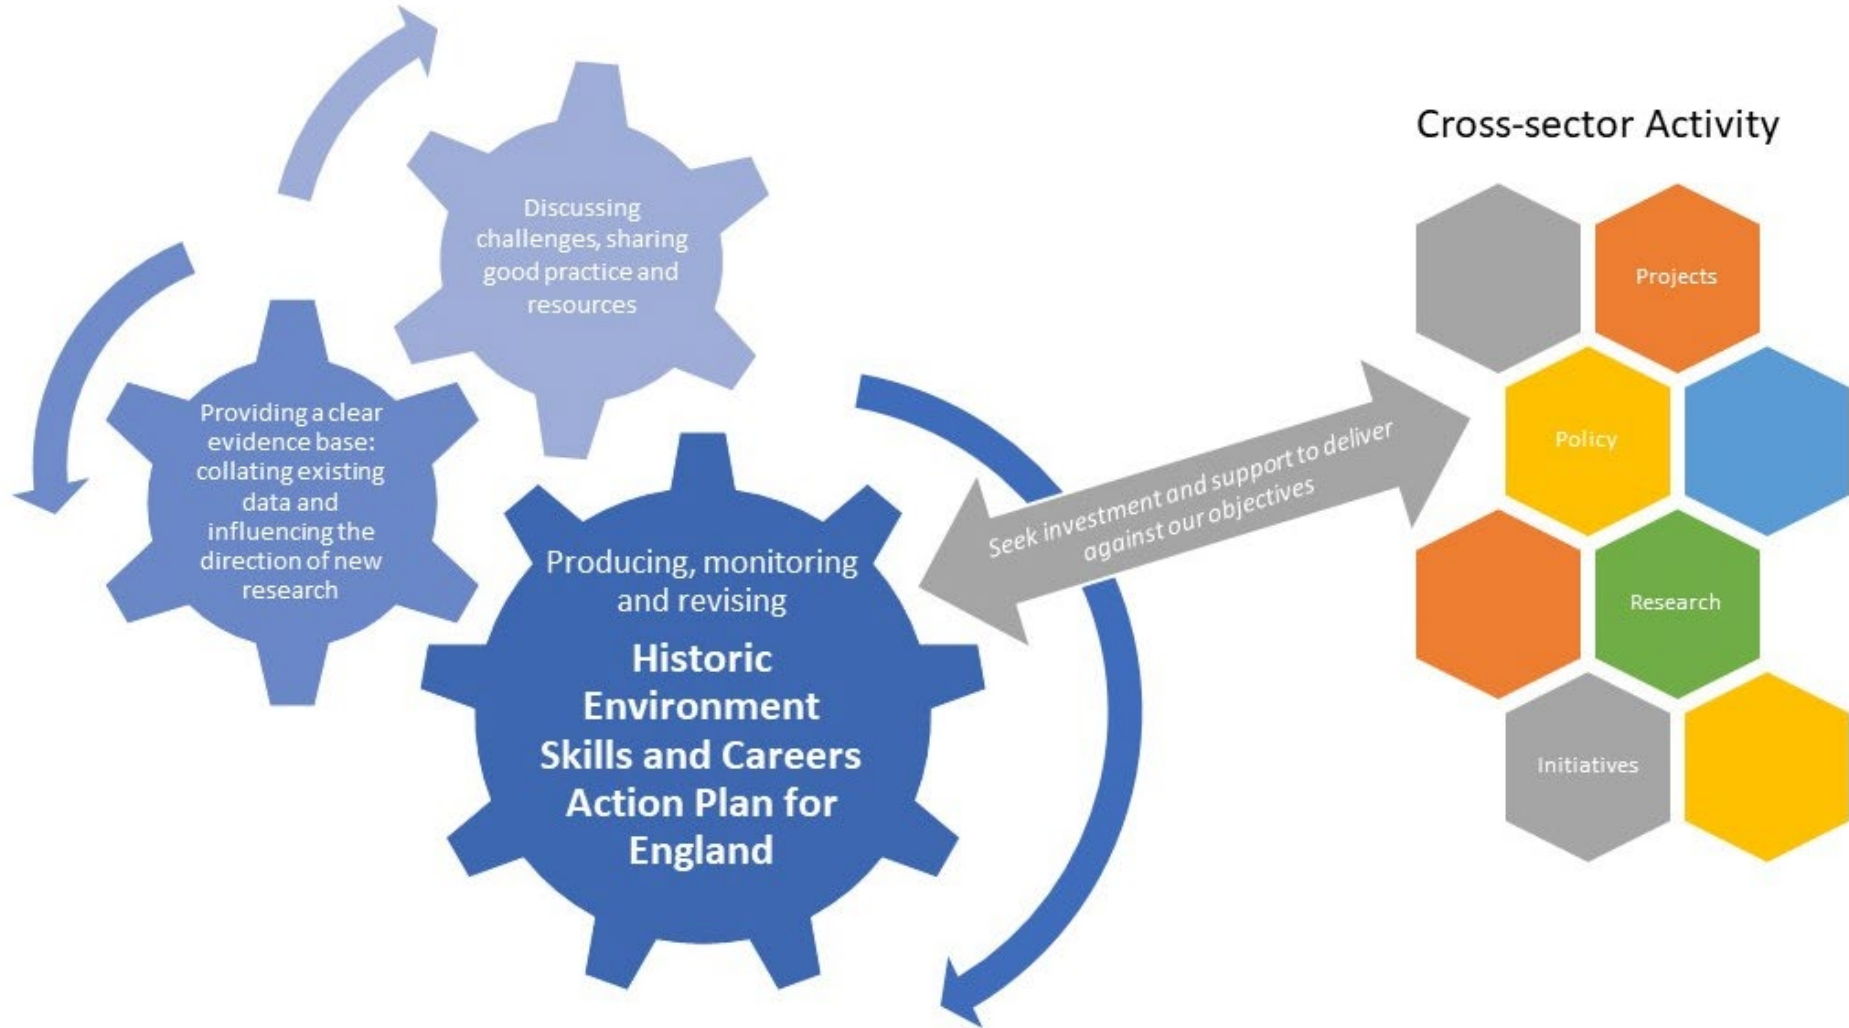 Discussing
challenges, sharing
good practice and
resources
Providing a clear
evidence base:
collating existing
data and
influencing the
direction of new
research
Producing, monitoring
and revising
Historic
Environment
Skills and Careers
Action Plan for
England
Seek investment and support to deliver
against our objectives
Cross-sector Activity
Projects
Policy
Research
Initiatives